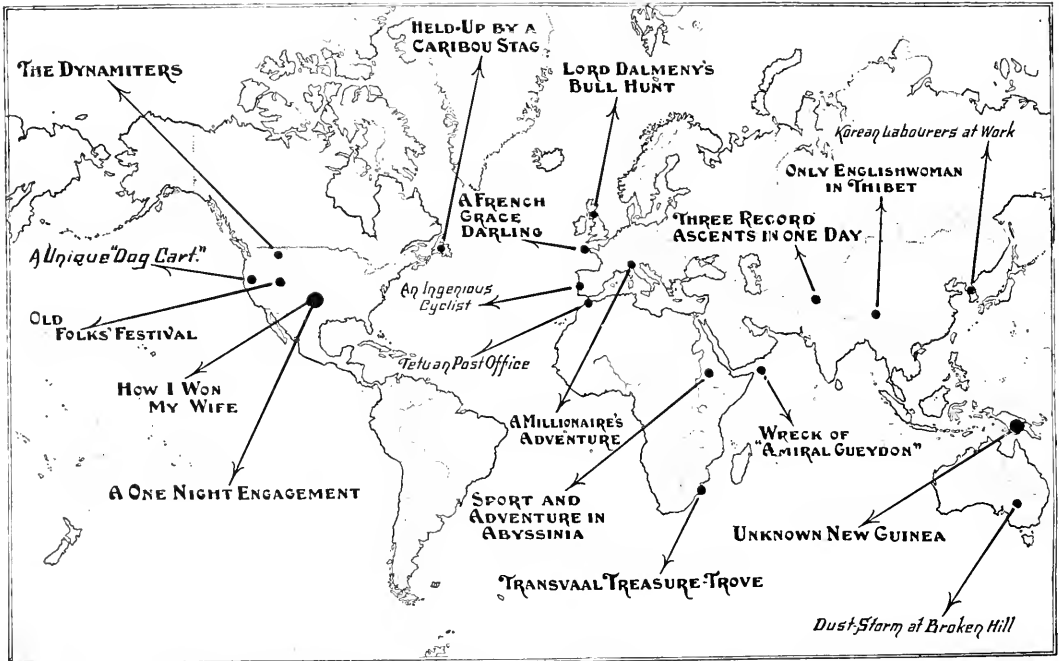 HELD-UP BY A
CARIBOU STAG
THE DYNAMITERS
LORD DALMENY'S
BULL HUNT
Korean Labourers at Work
ONLY ENGLISHWOMAN
IN THIBET
A FRENCH
GRACE
DARLING
THREE RECORD
ASCENTS IN ONE DAY
A Unique "Dog Cart."
An Ingenious
Cyclist
OLD
FOLKS' FESTIVAL
Tetuan Post Office
HOW I WON
MY WIFE
A MILLIONAIRE'S
ADVENTURE
WRECK OF
"AMIRAL GUEYDON"
A ONE NIGHT ENGAGEMENT
SPORT AND
ADVENTURE IN
ABYSSINIA
UNKNOWN NEW GUINEA
TRANSVAAL TREASURE-TROVE
Dust-Storm at Broken Hill